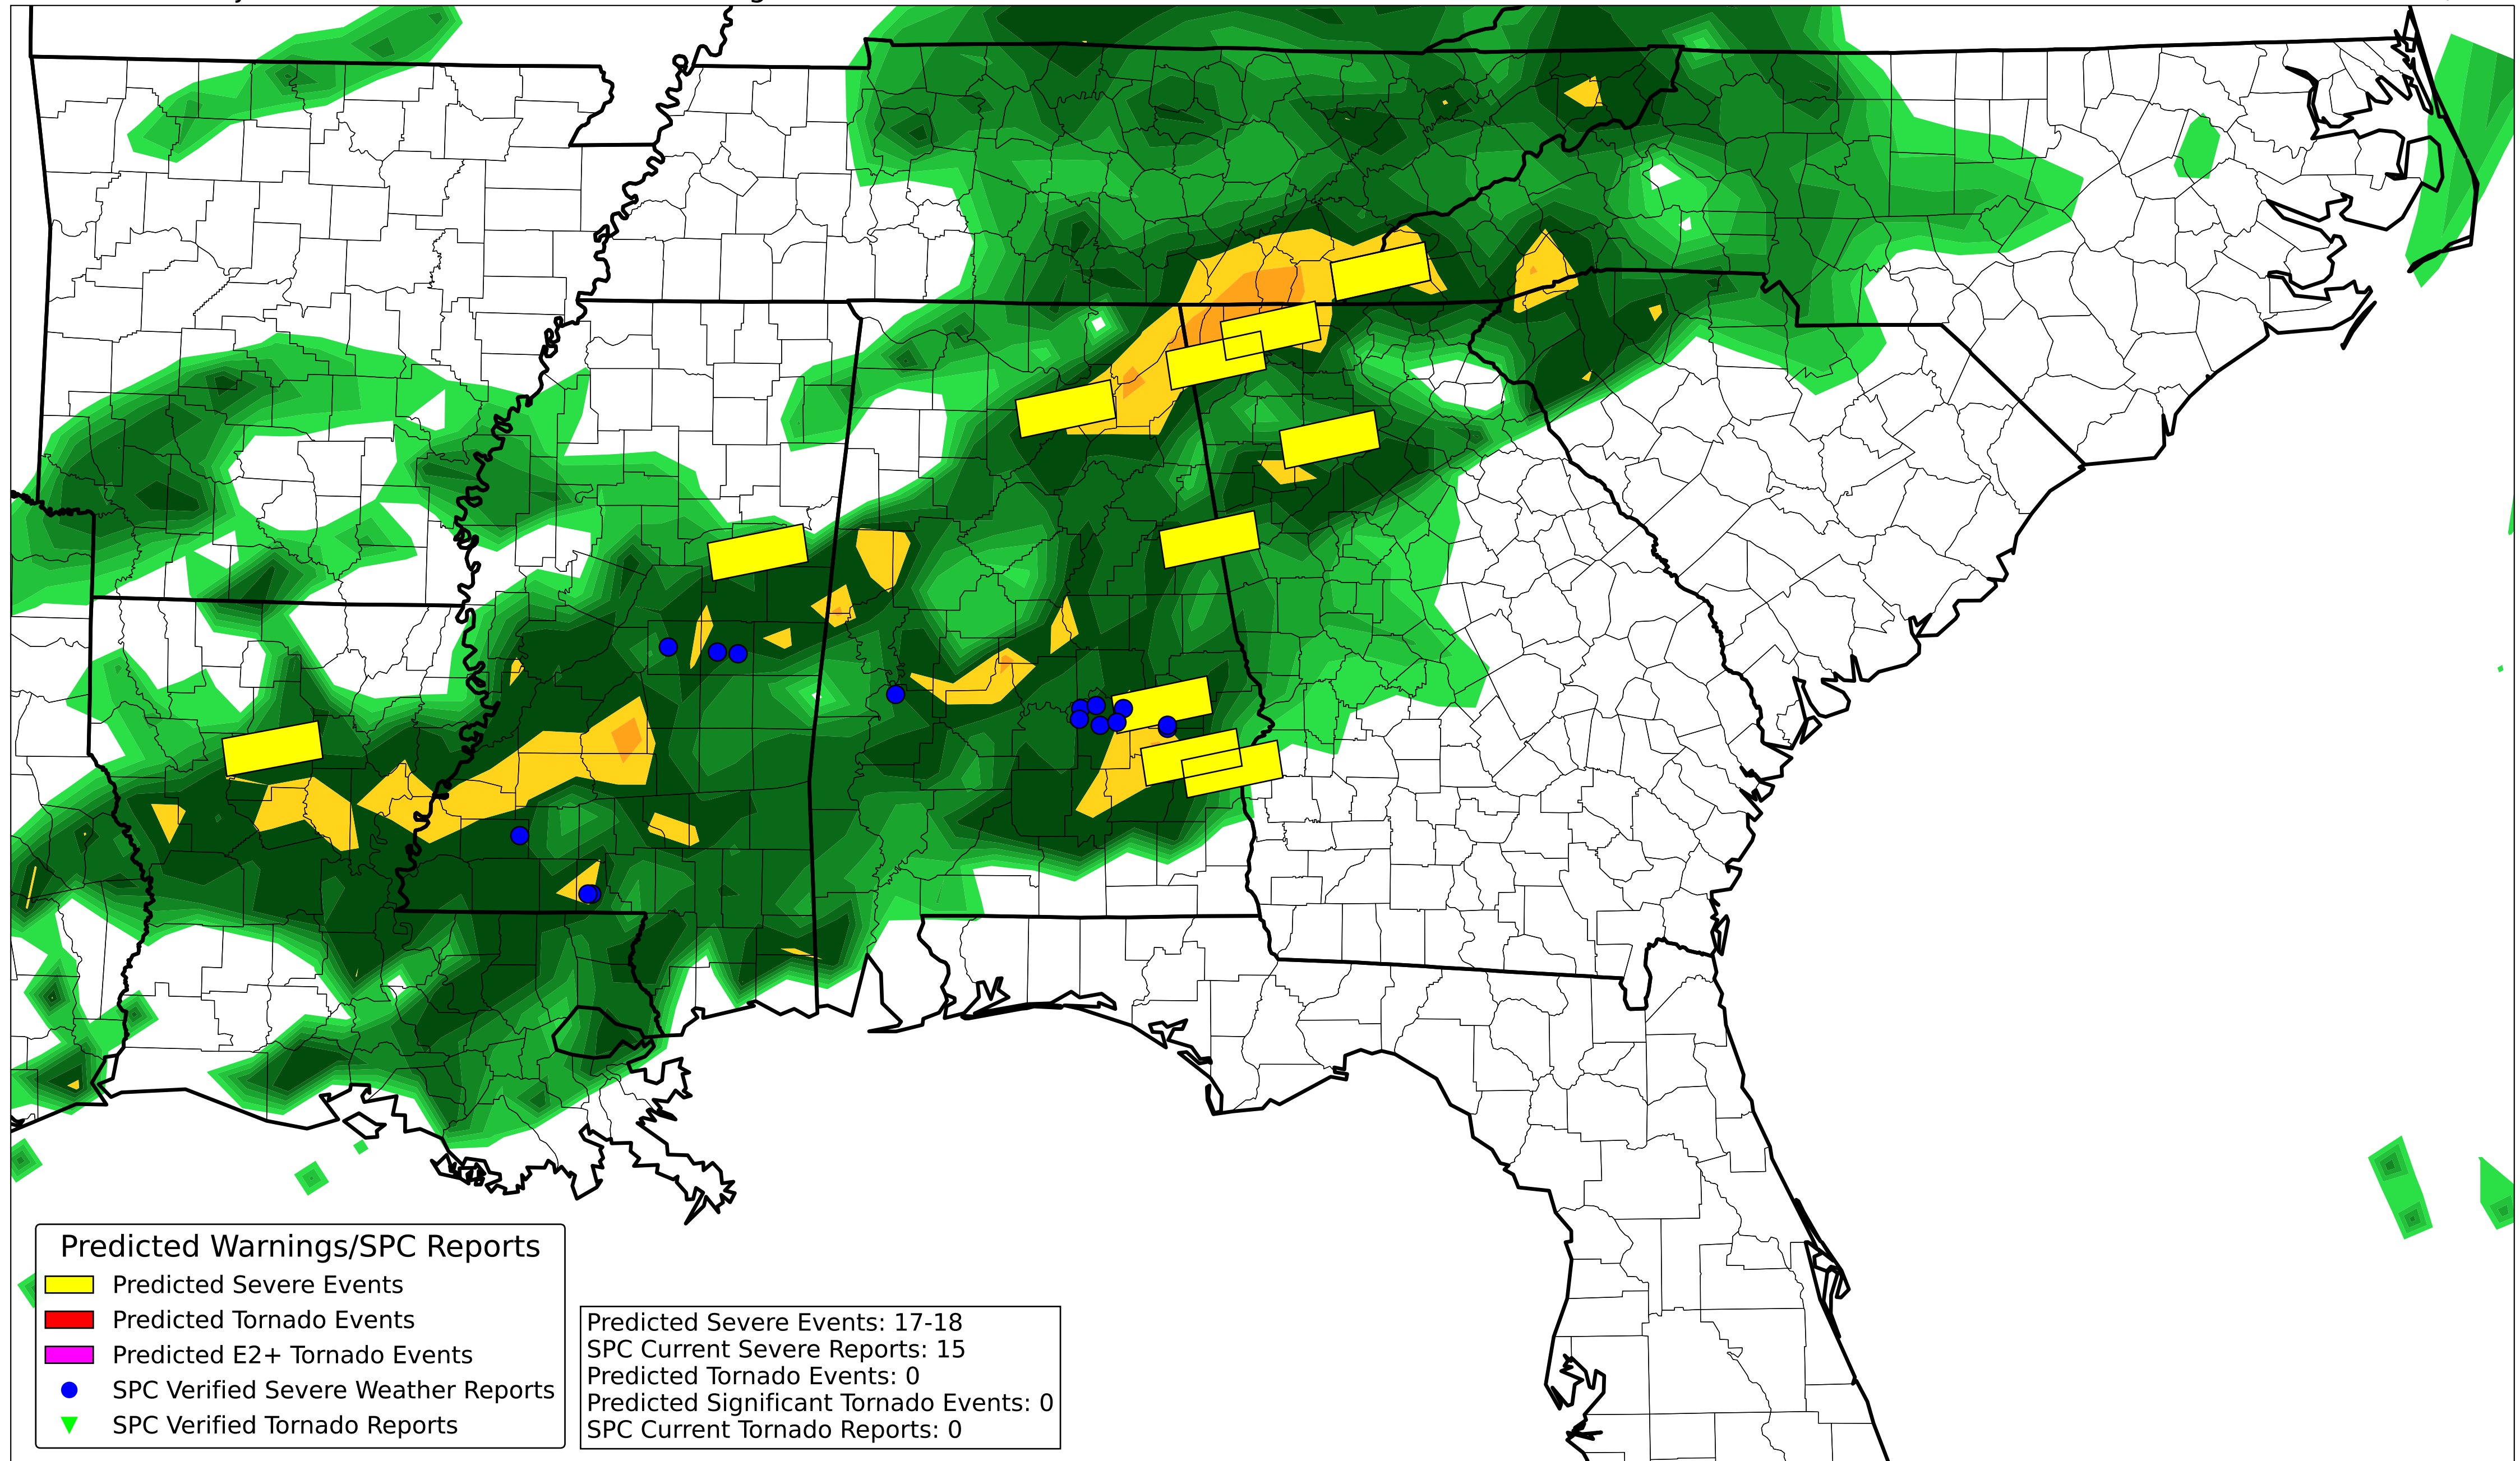 Predicted Warnings/SPC Reports
Predicted Severe Events
Predicted Tornado Events
Predicted E2+ Tornado Events
SPC Verified Severe Weather Reports
SPC Verified Tornado Reports
Predicted Severe Events: 17-18
SPC Current Severe Reports: 15
Predicted Tornado Events: 0
Predicted Significant Tornado Events: 0
SPC Current Tornado Reports: 0